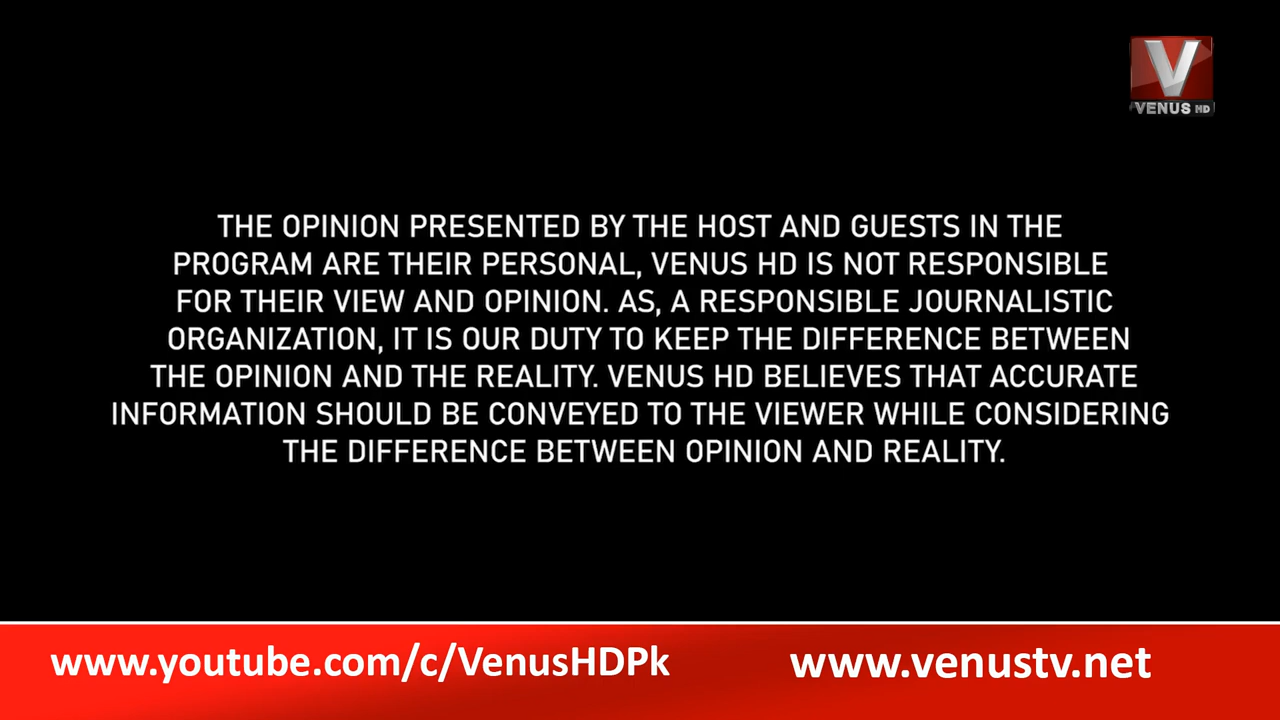 V
VENUS HD
THE OPINION PRESENTED BY THE HOST AND GUESTS IN THE
PROGRAM ARE THEIR PERSONAL, VENUS HD IS NOT RESPONSIBLE
FOR THEIR VIEW AND OPINION. AS, A RESPONSIBLE JOURNALISTIC
ORGANIZATION, IT IS OUR DUTY TO KEEP THE DIFFERENCE BETWEEN
THE OPINION AND THE REALITY. VENUS HD BELIEVES THAT ACCURATE
INFORMATION SHOULD BE CONVEYED TO THE VIEWER WHILE CONSIDERING
THE DIFFERENCE BETWEEN OPINION AND REALITY.
www.youtube.com/c/VenusHDPk www.venustv.net